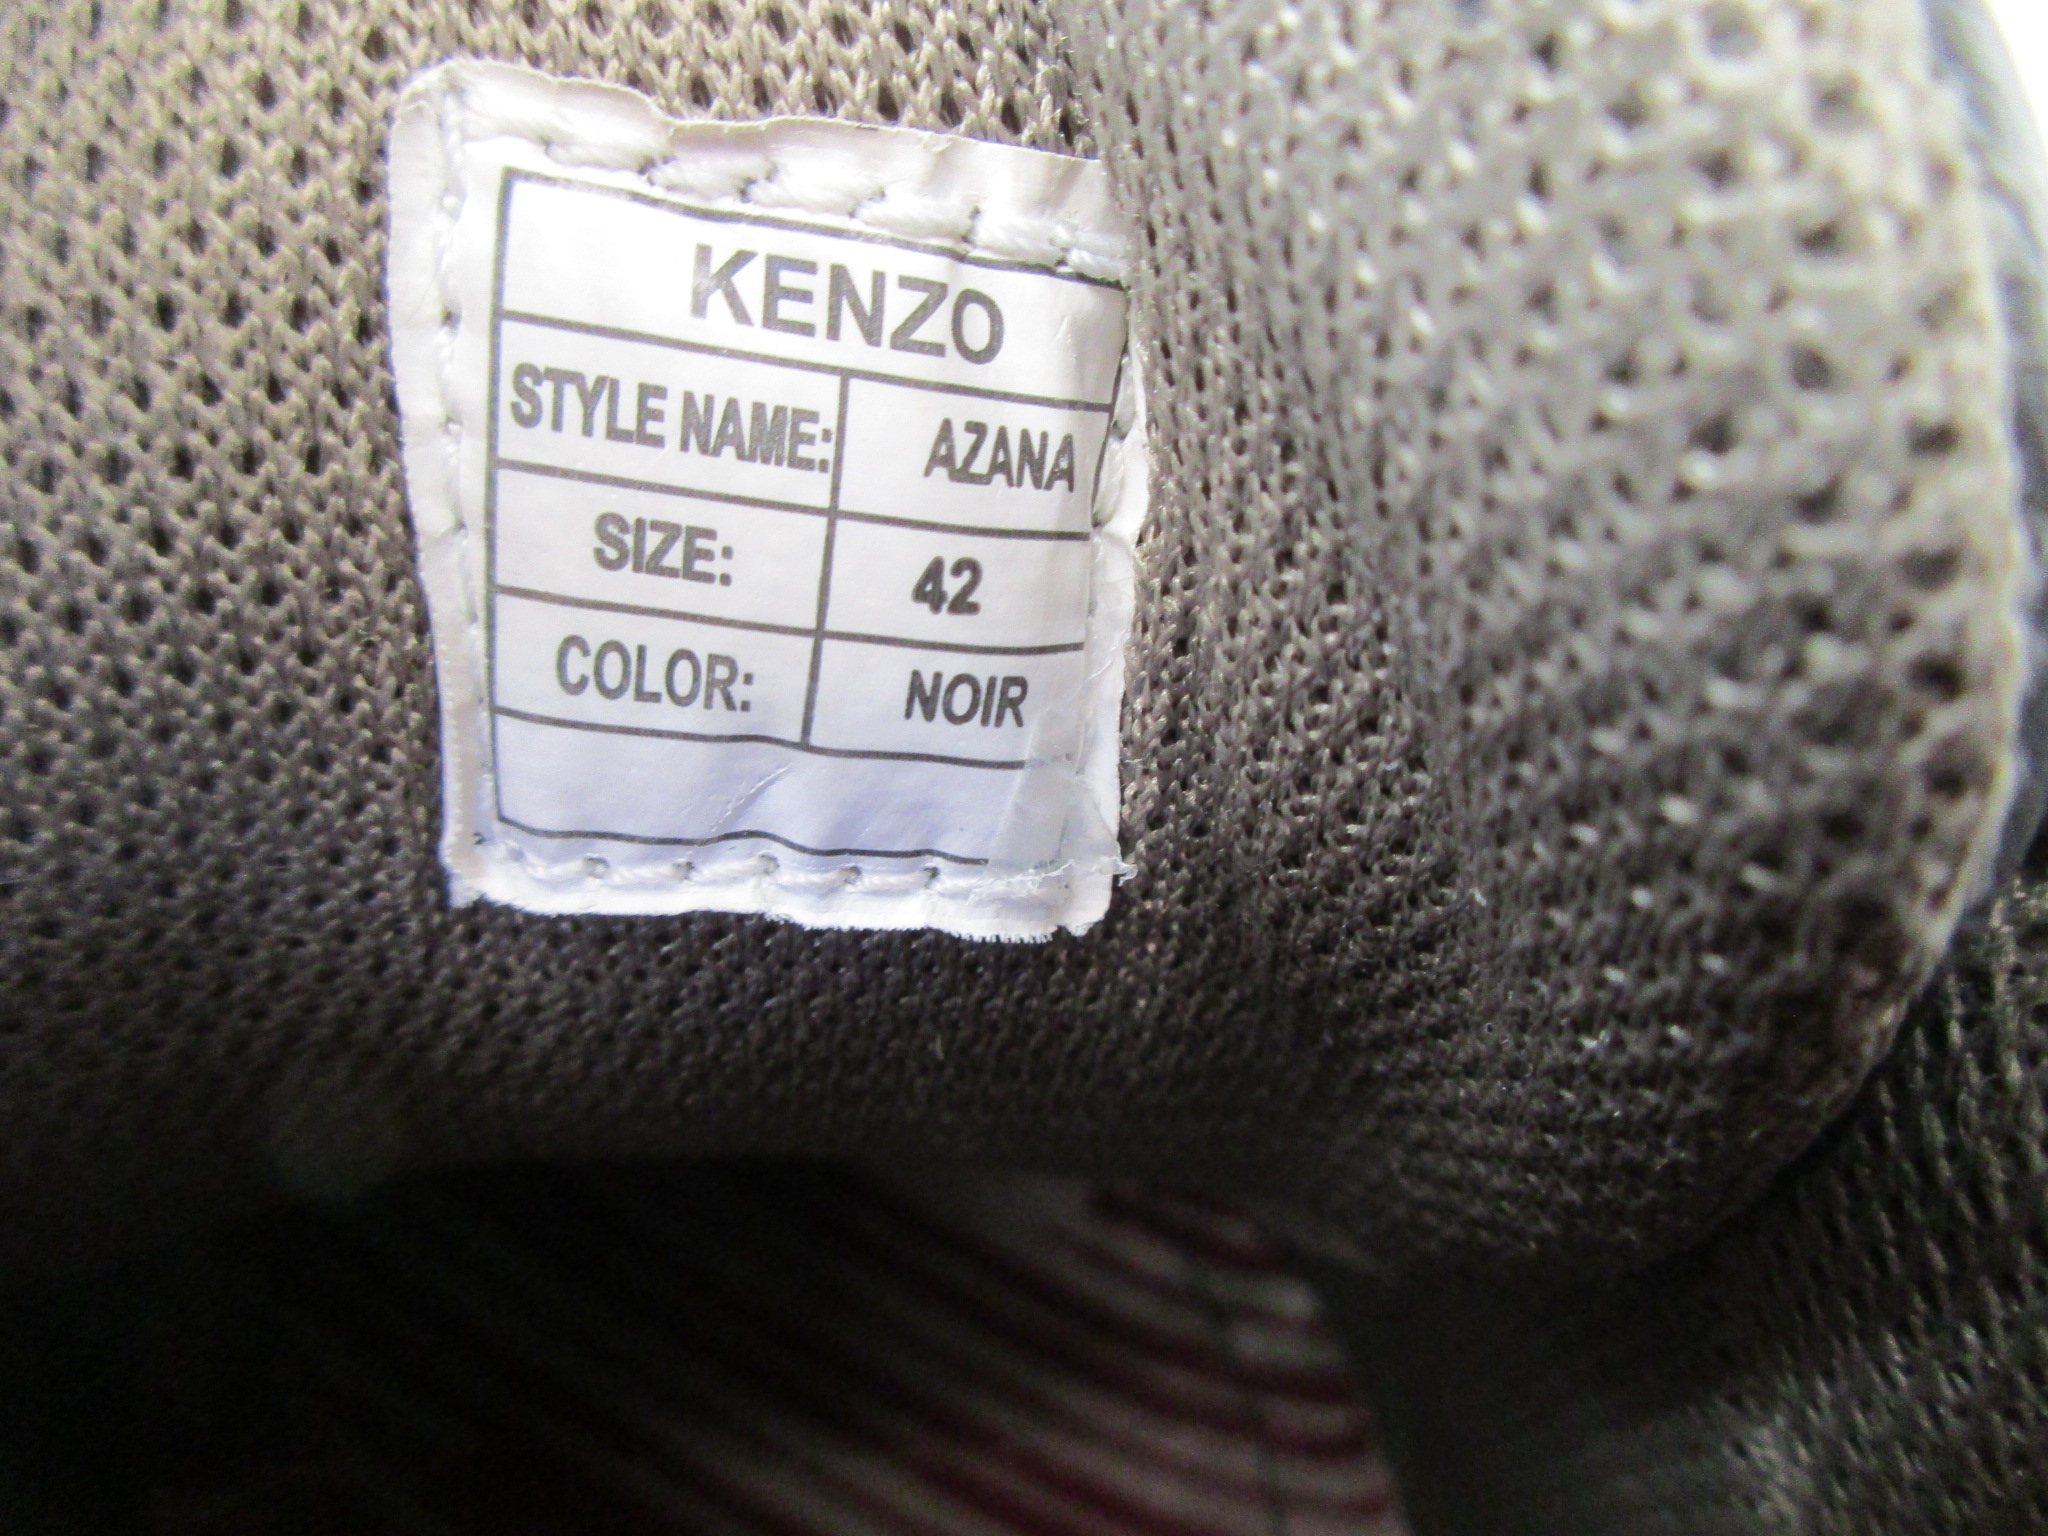 KENZO
STYLE NAME: AZANA
SIZE: 42
COLOR: NOIR